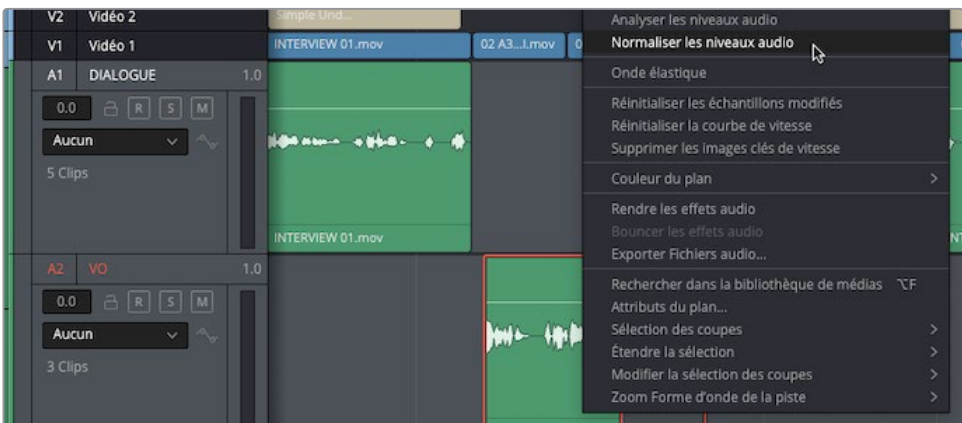 V2 Vidéo 2 Simple Und...
V1 Vidéo 1 INTERVIEW 01.mov 02 A3...I.mov 0
A1 DIALOGUE 1.0
0.0 R S M
Aucun
5 Clips
INTERVIEW 01.mov
A2 VO 1.0
0.0 R S M
Aucun
3 Clips
Analyser les niveaux audio
Normaliser les niveaux audio
Onde élastique
Réinitialiser les échantillons modifiés
Réinitialiser la courbe de vitesse
Supprimer les images clés de vitesse
Couleur du plan >
Rendre les effets audio
Bouncer les effets audio
Exporter Fichiers audio...
Rechercher dans la bibliothèque de médias ⌥F
Attributs du plan...
Sélection des coupes >
Étendre la sélection >
Modifier la sélection des coupes >
Zoom Forme d'onde de la piste >